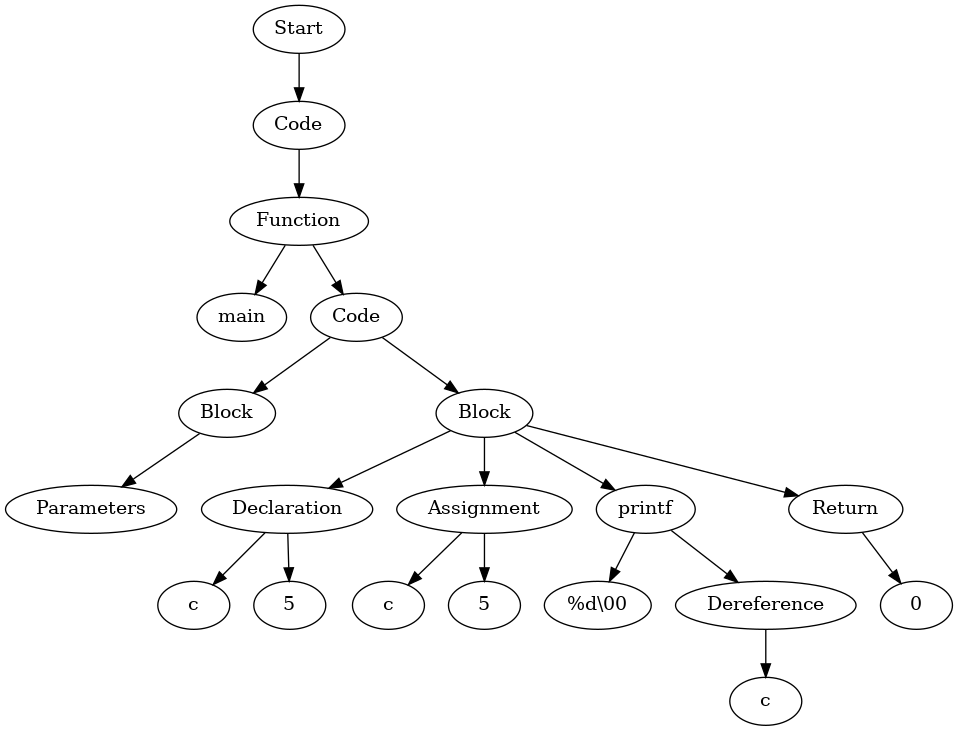 Start
Code
Function
main
Code
Block
Block
Parameters
Declaration
Assignment
printf
Return
c
5
c
5
%d\00
Dereference
0
c